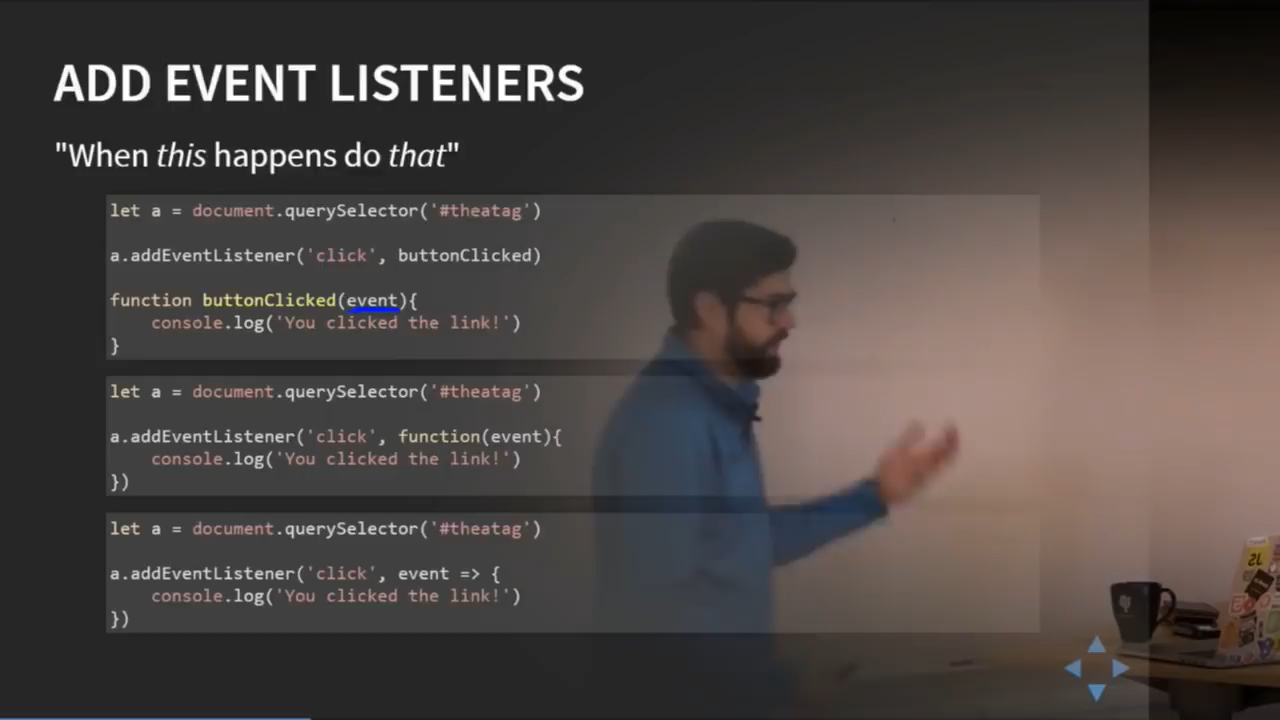 ADD EVENT LISTENERS
"When this happens do that"
let a = document.querySelector('#theatag')
a.addEventListener('click', buttonClicked)
function buttonClicked(event){
    console.log('You clicked the link!')
}
let a = document.querySelector('#theatag')
a.addEventListener('click', function(event){
    console.log('You clicked the link!')
})
let a = document.querySelector('#theatag')
a.addEventListener('click', event => {
    console.log('You clicked the link!')
})